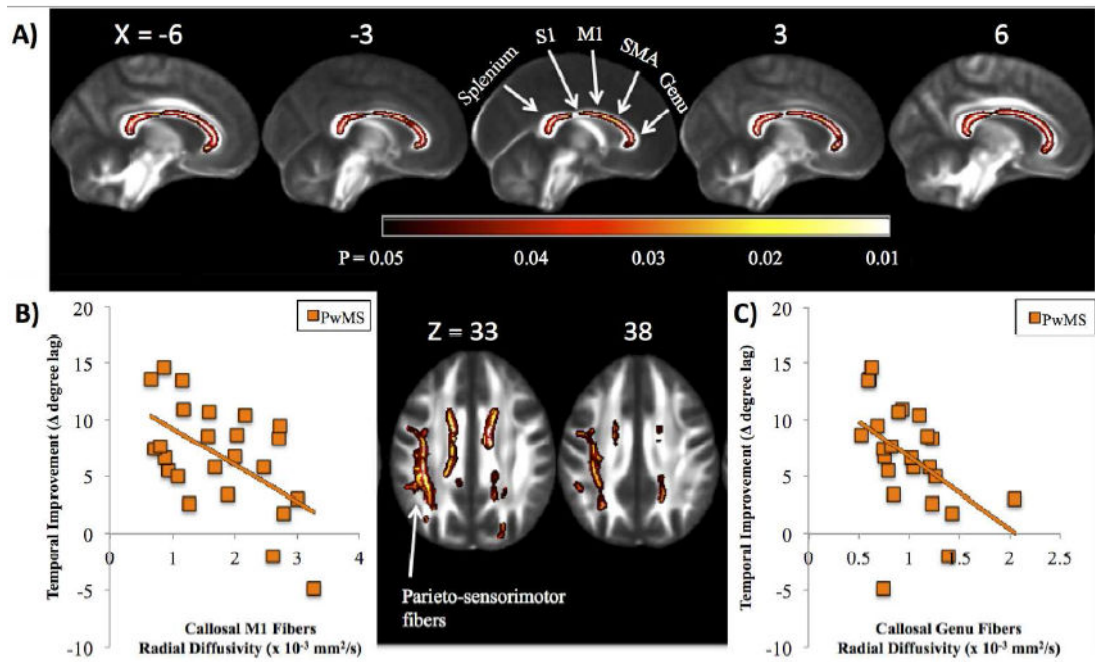 A)
X = -6
-3
3
6
Splenium
S1
M1
SMA
Genu
P = 0.05
0.04
0.03
0.02
0.01
B)
PwMS
Temporal Improvement (Δ degree lag)
20
15
10
5
0
-5
-10
0
1
2
3
4
Callosal M1 Fibers
Radial Diffusivity (x 10⁻³ mm²/s)
Z = 33
38
Parieto-sensorimotor
fibers
C)
PwMS
Temporal Improvement (Δ degree lag)
20
15
10
5
0
-5
-10
0
0.5
1
1.5
2
2.5
Callosal Genu Fibers
Radial Diffusivity (x 10⁻³ mm²/s)